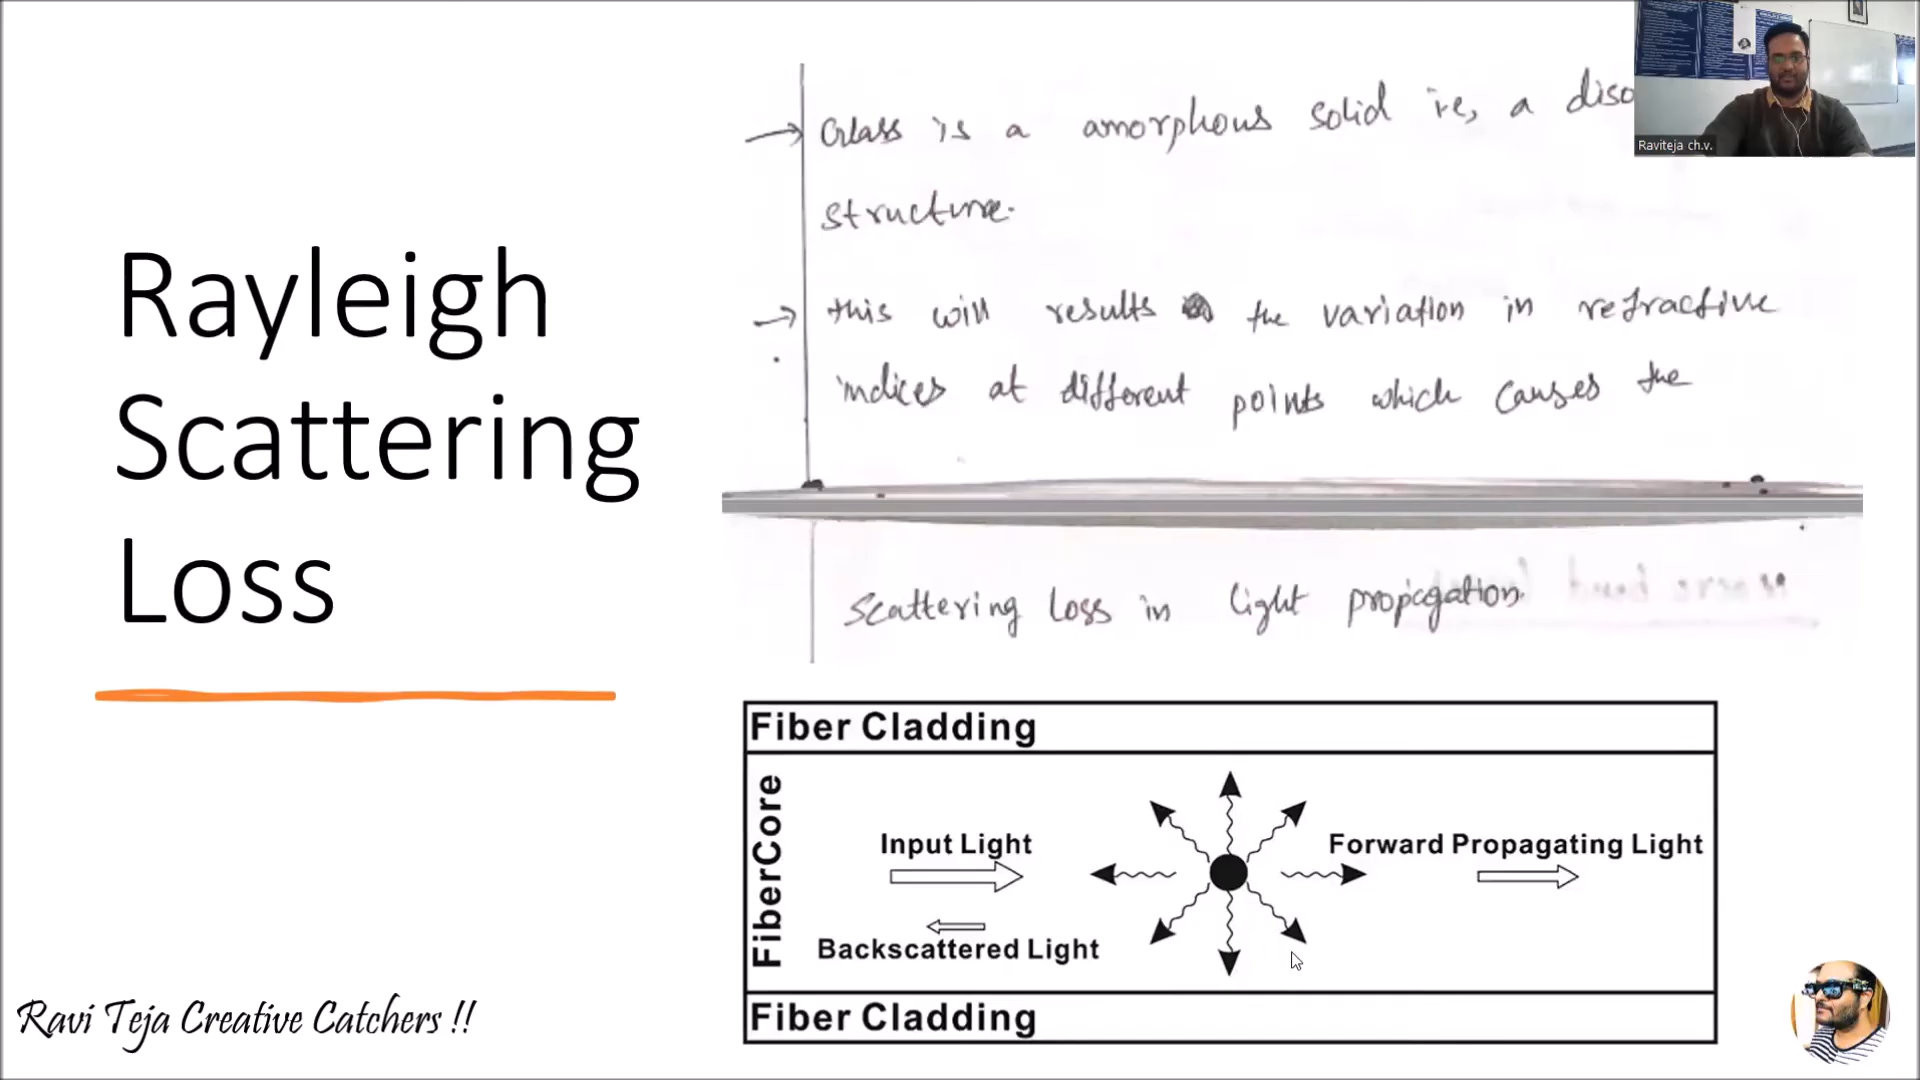 Rayleigh
Scattering
Loss
→ Glass is a amorphous solid ie, a diso
structure.
→ this will results the variation in refractive
indices at different points which causes the
scattering loss in light propagation.
Raviteja ch.v.
Fiber Cladding
FiberCore
Input Light
Forward Propagating Light
Backscattered Light
Fiber Cladding
Ravi Teja Creative Catchers !!